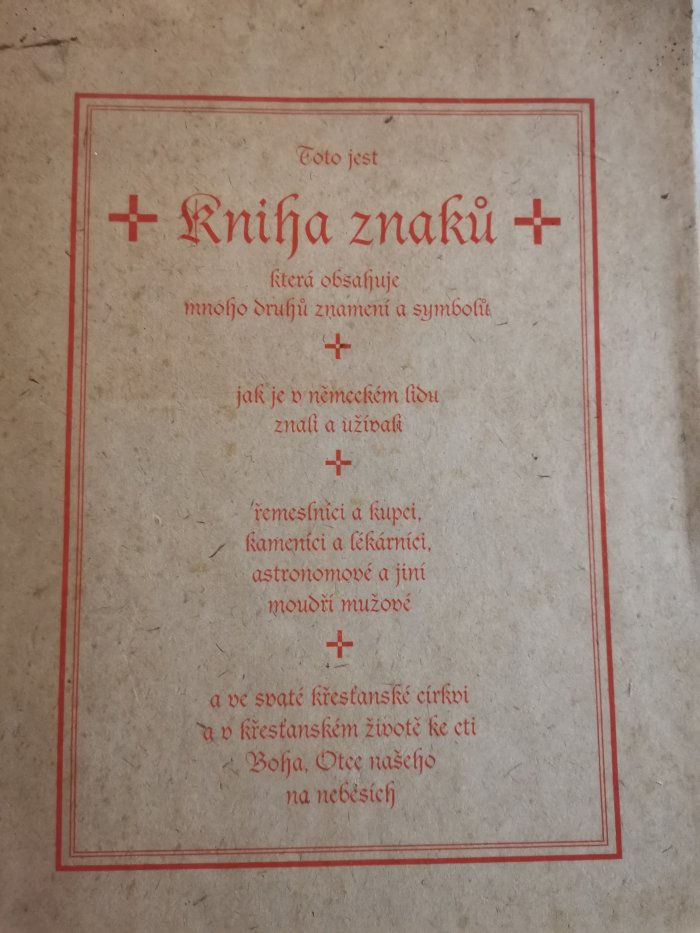 Toto jest
Kniha znaků
která obsahuje
mnoho druhů znamení a symbolů
jak je v německém lidu
znali a užívali
řemeslníci a kupci,
kameníci a lékárníci,
astronomové a jiní
moudří mužové
a ve svaté křesťanské církvi
a v křesťanském životě ke cti
Boha, Otce našeho
na nebesích